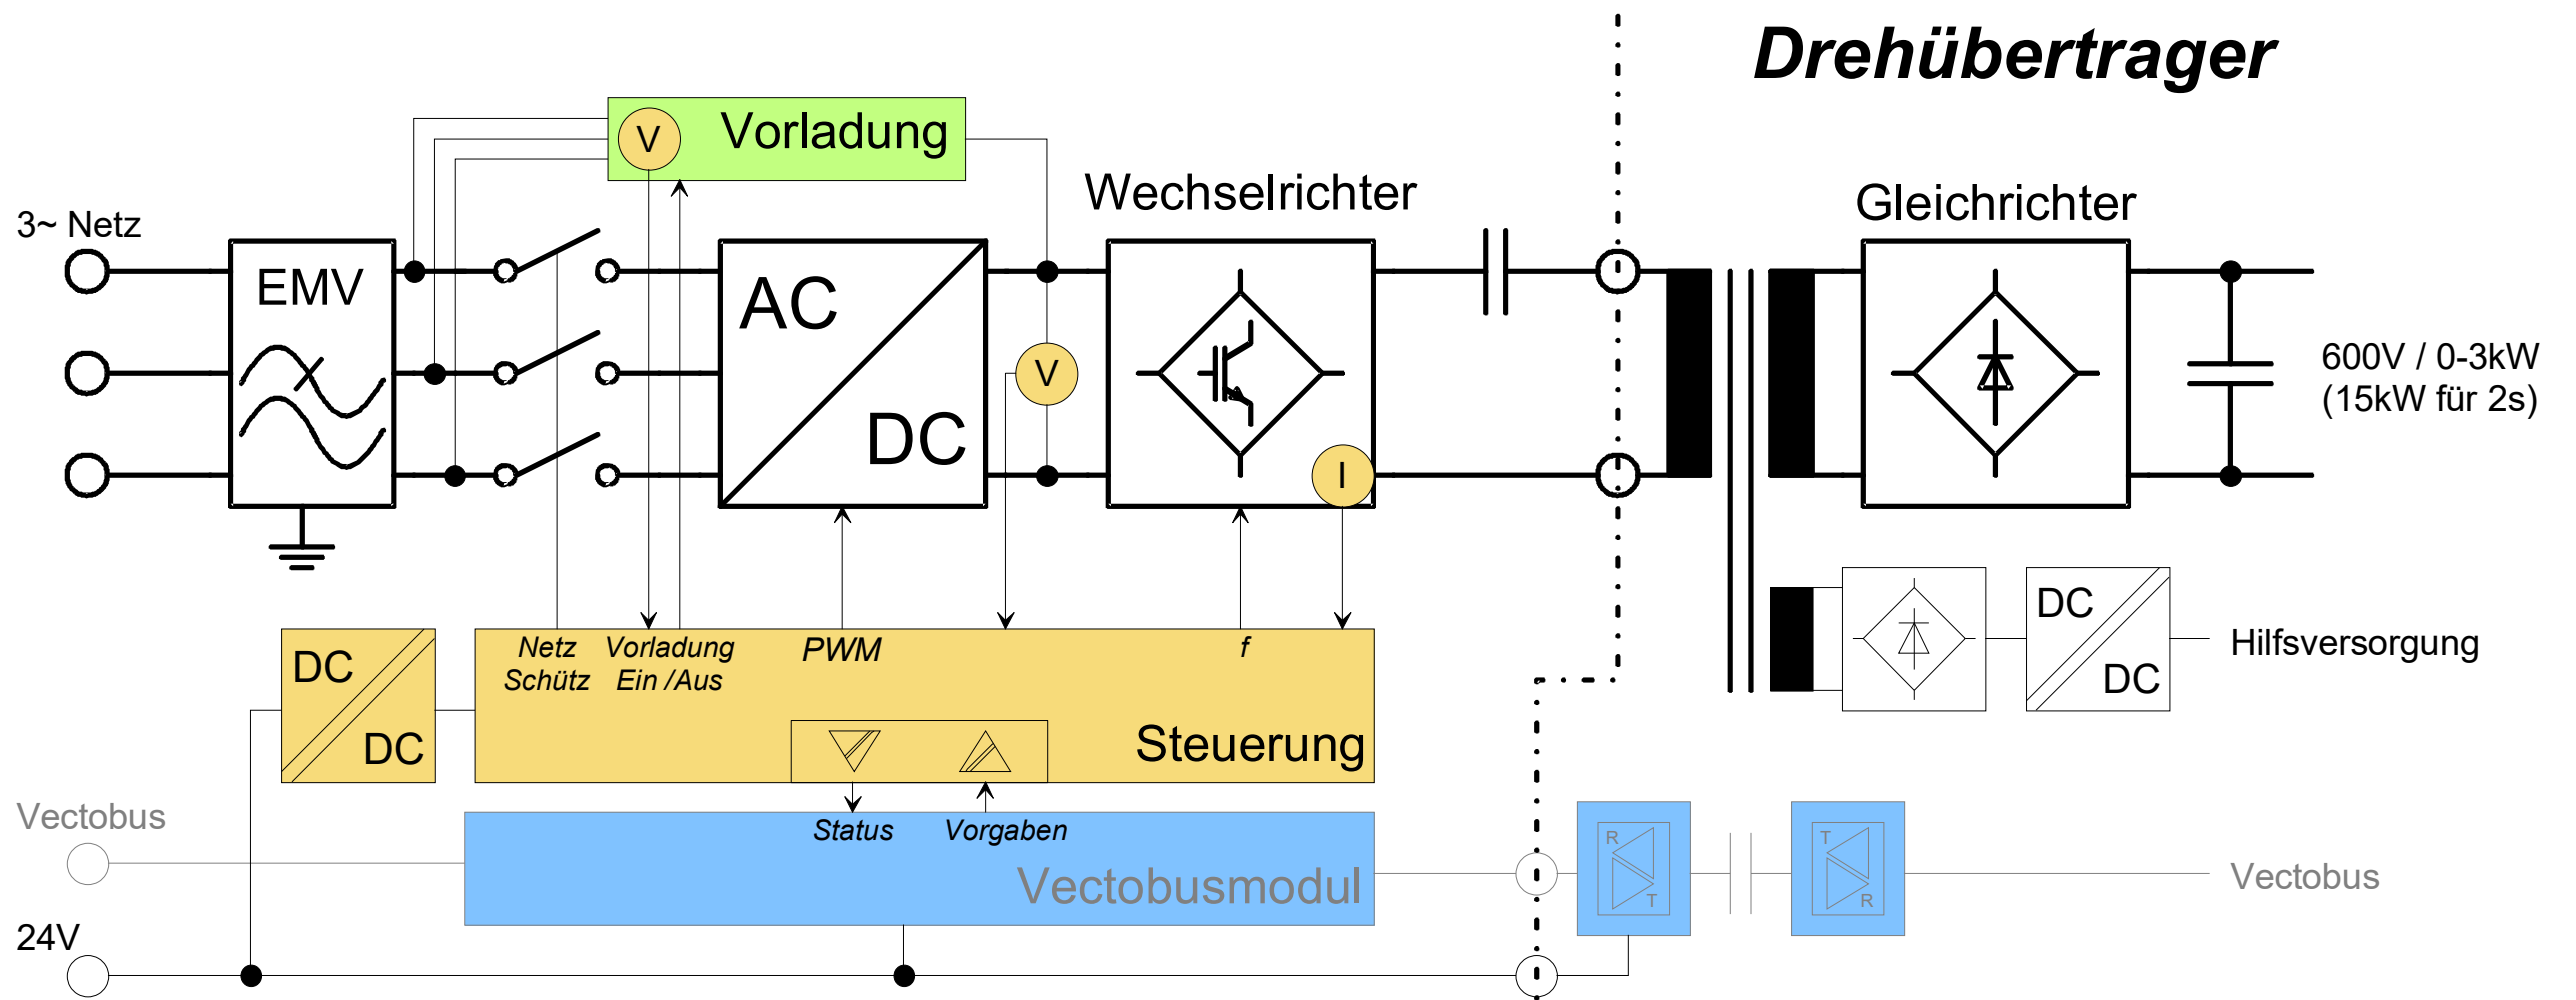 Drehübertrager
V
Vorladung
Wechselrichter
Gleichrichter
3~ Netz
EMV
AC
DC
V
I
600V / 0-3kW
(15kW für 2s)
DC
DC
Netz
Schütz
Vorladung
Ein /Aus
PWM
f
Steuerung
DC
DC
Hilfsversorgung
Vectobus
Status
Vorgaben
Vectobusmodul
R
T
T
R
Vectobus
24V